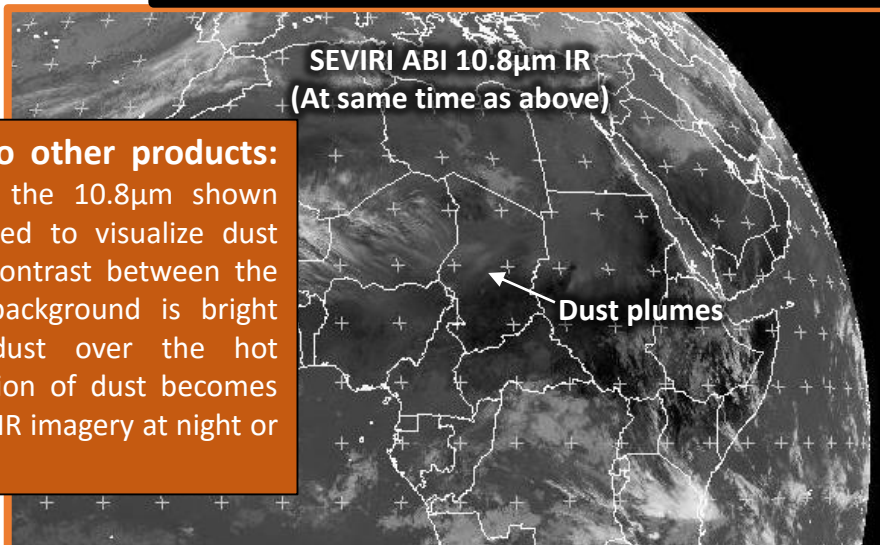 SEVIRI ABI 10.8µm IR
(At same time as above)
o other products:
the 10.8µm shown
ed to visualize dust
ontrast between the
ackground is bright
dust over the hot
ion of dust becomes
IR imagery at night or
Dust plumes